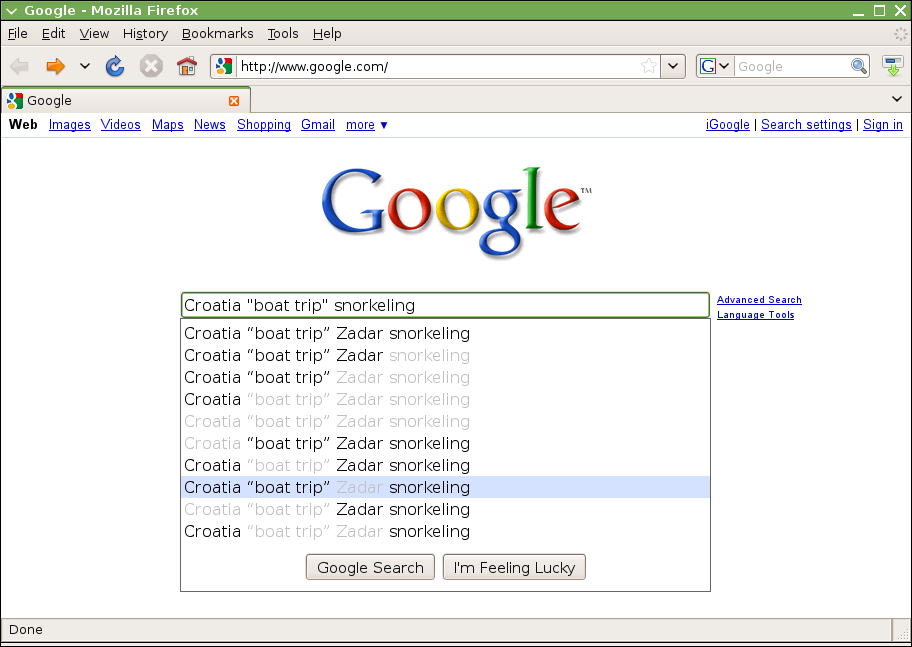 Google - Mozilla Firefox
File Edit View History Bookmarks Tools Help
http://www.google.com/ G Google
Google
Web Images Videos Maps News Shopping Gmail more ▼ iGoogle | Search settings | Sign in
Google™
Croatia "boat trip" snorkeling Advanced Search
Language Tools
Croatia “boat trip” Zadar snorkeling
Croatia “boat trip” Zadar snorkeling
Croatia “boat trip” Zadar snorkeling
Croatia “boat trip” Zadar snorkeling
Croatia “boat trip” Zadar snorkeling
Croatia “boat trip” Zadar snorkeling
Croatia “boat trip” Zadar snorkeling
Croatia “boat trip” Zadar snorkeling
Croatia “boat trip” Zadar snorkeling
Croatia “boat trip” Zadar snorkeling
Google Search I'm Feeling Lucky
Done